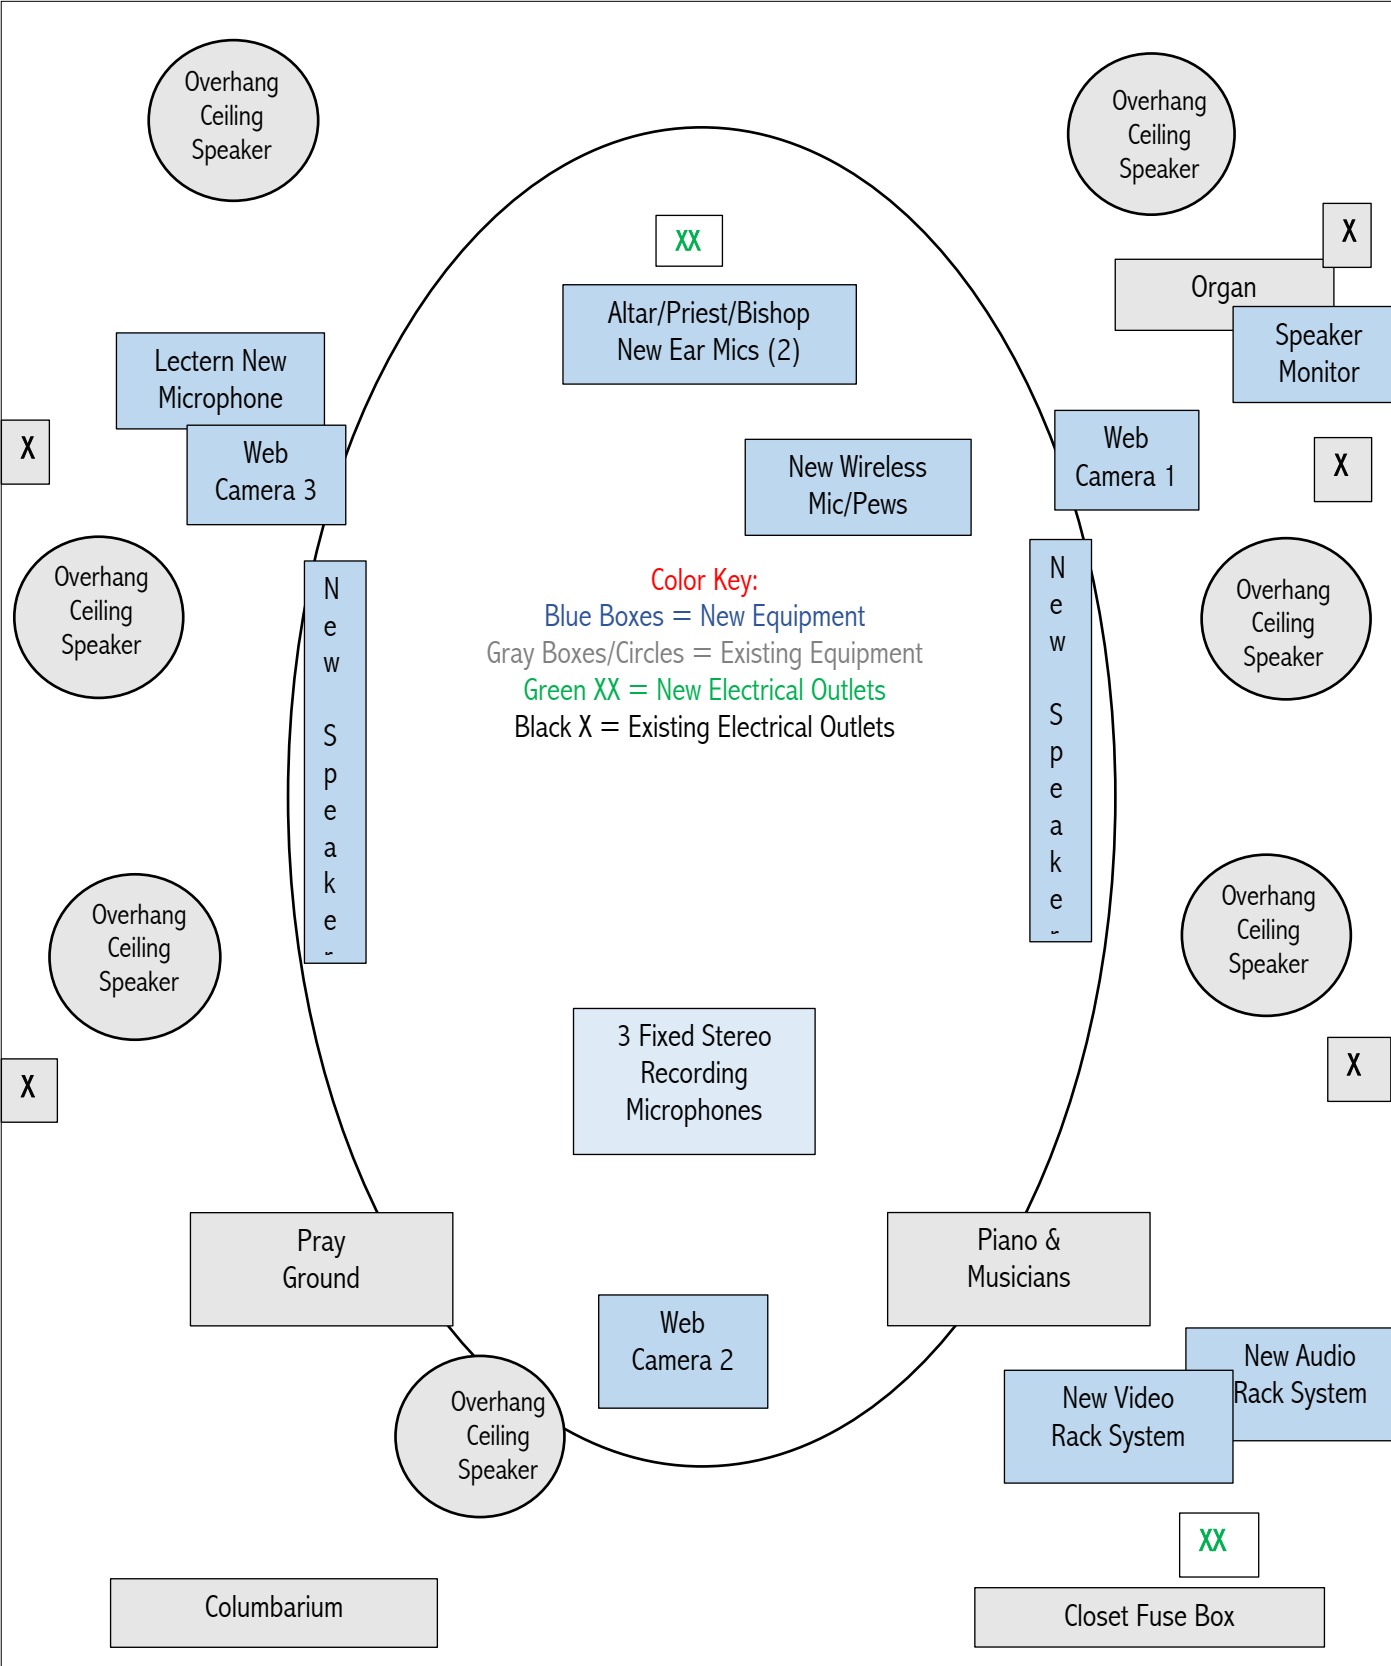 Overhang
Ceiling
Speaker
Overhang
Ceiling
Speaker
XX
X
Organ
Altar/Priest/Bishop
New Ear Mics (2)
Speaker
Monitor
Lectern New
Microphone
Web
Camera 3
X
New Wireless
Mic/Pews
Web
Camera 1
X
Overhang
Ceiling
Speaker
New Speaker
Color Key:
Blue Boxes = New Equipment
Gray Boxes/Circles = Existing Equipment
Green XX = New Electrical Outlets
Black X = Existing Electrical Outlets
New Speaker
Overhang
Ceiling
Speaker
Overhang
Ceiling
Speaker
Overhang
Ceiling
Speaker
3 Fixed Stereo
Recording
Microphones
X
X
Pray
Ground
Piano &
Musicians
Web
Camera 2
New Audio
Rack System
New Video
Rack System
Overhang
Ceiling
Speaker
XX
Columbarium
Closet Fuse Box